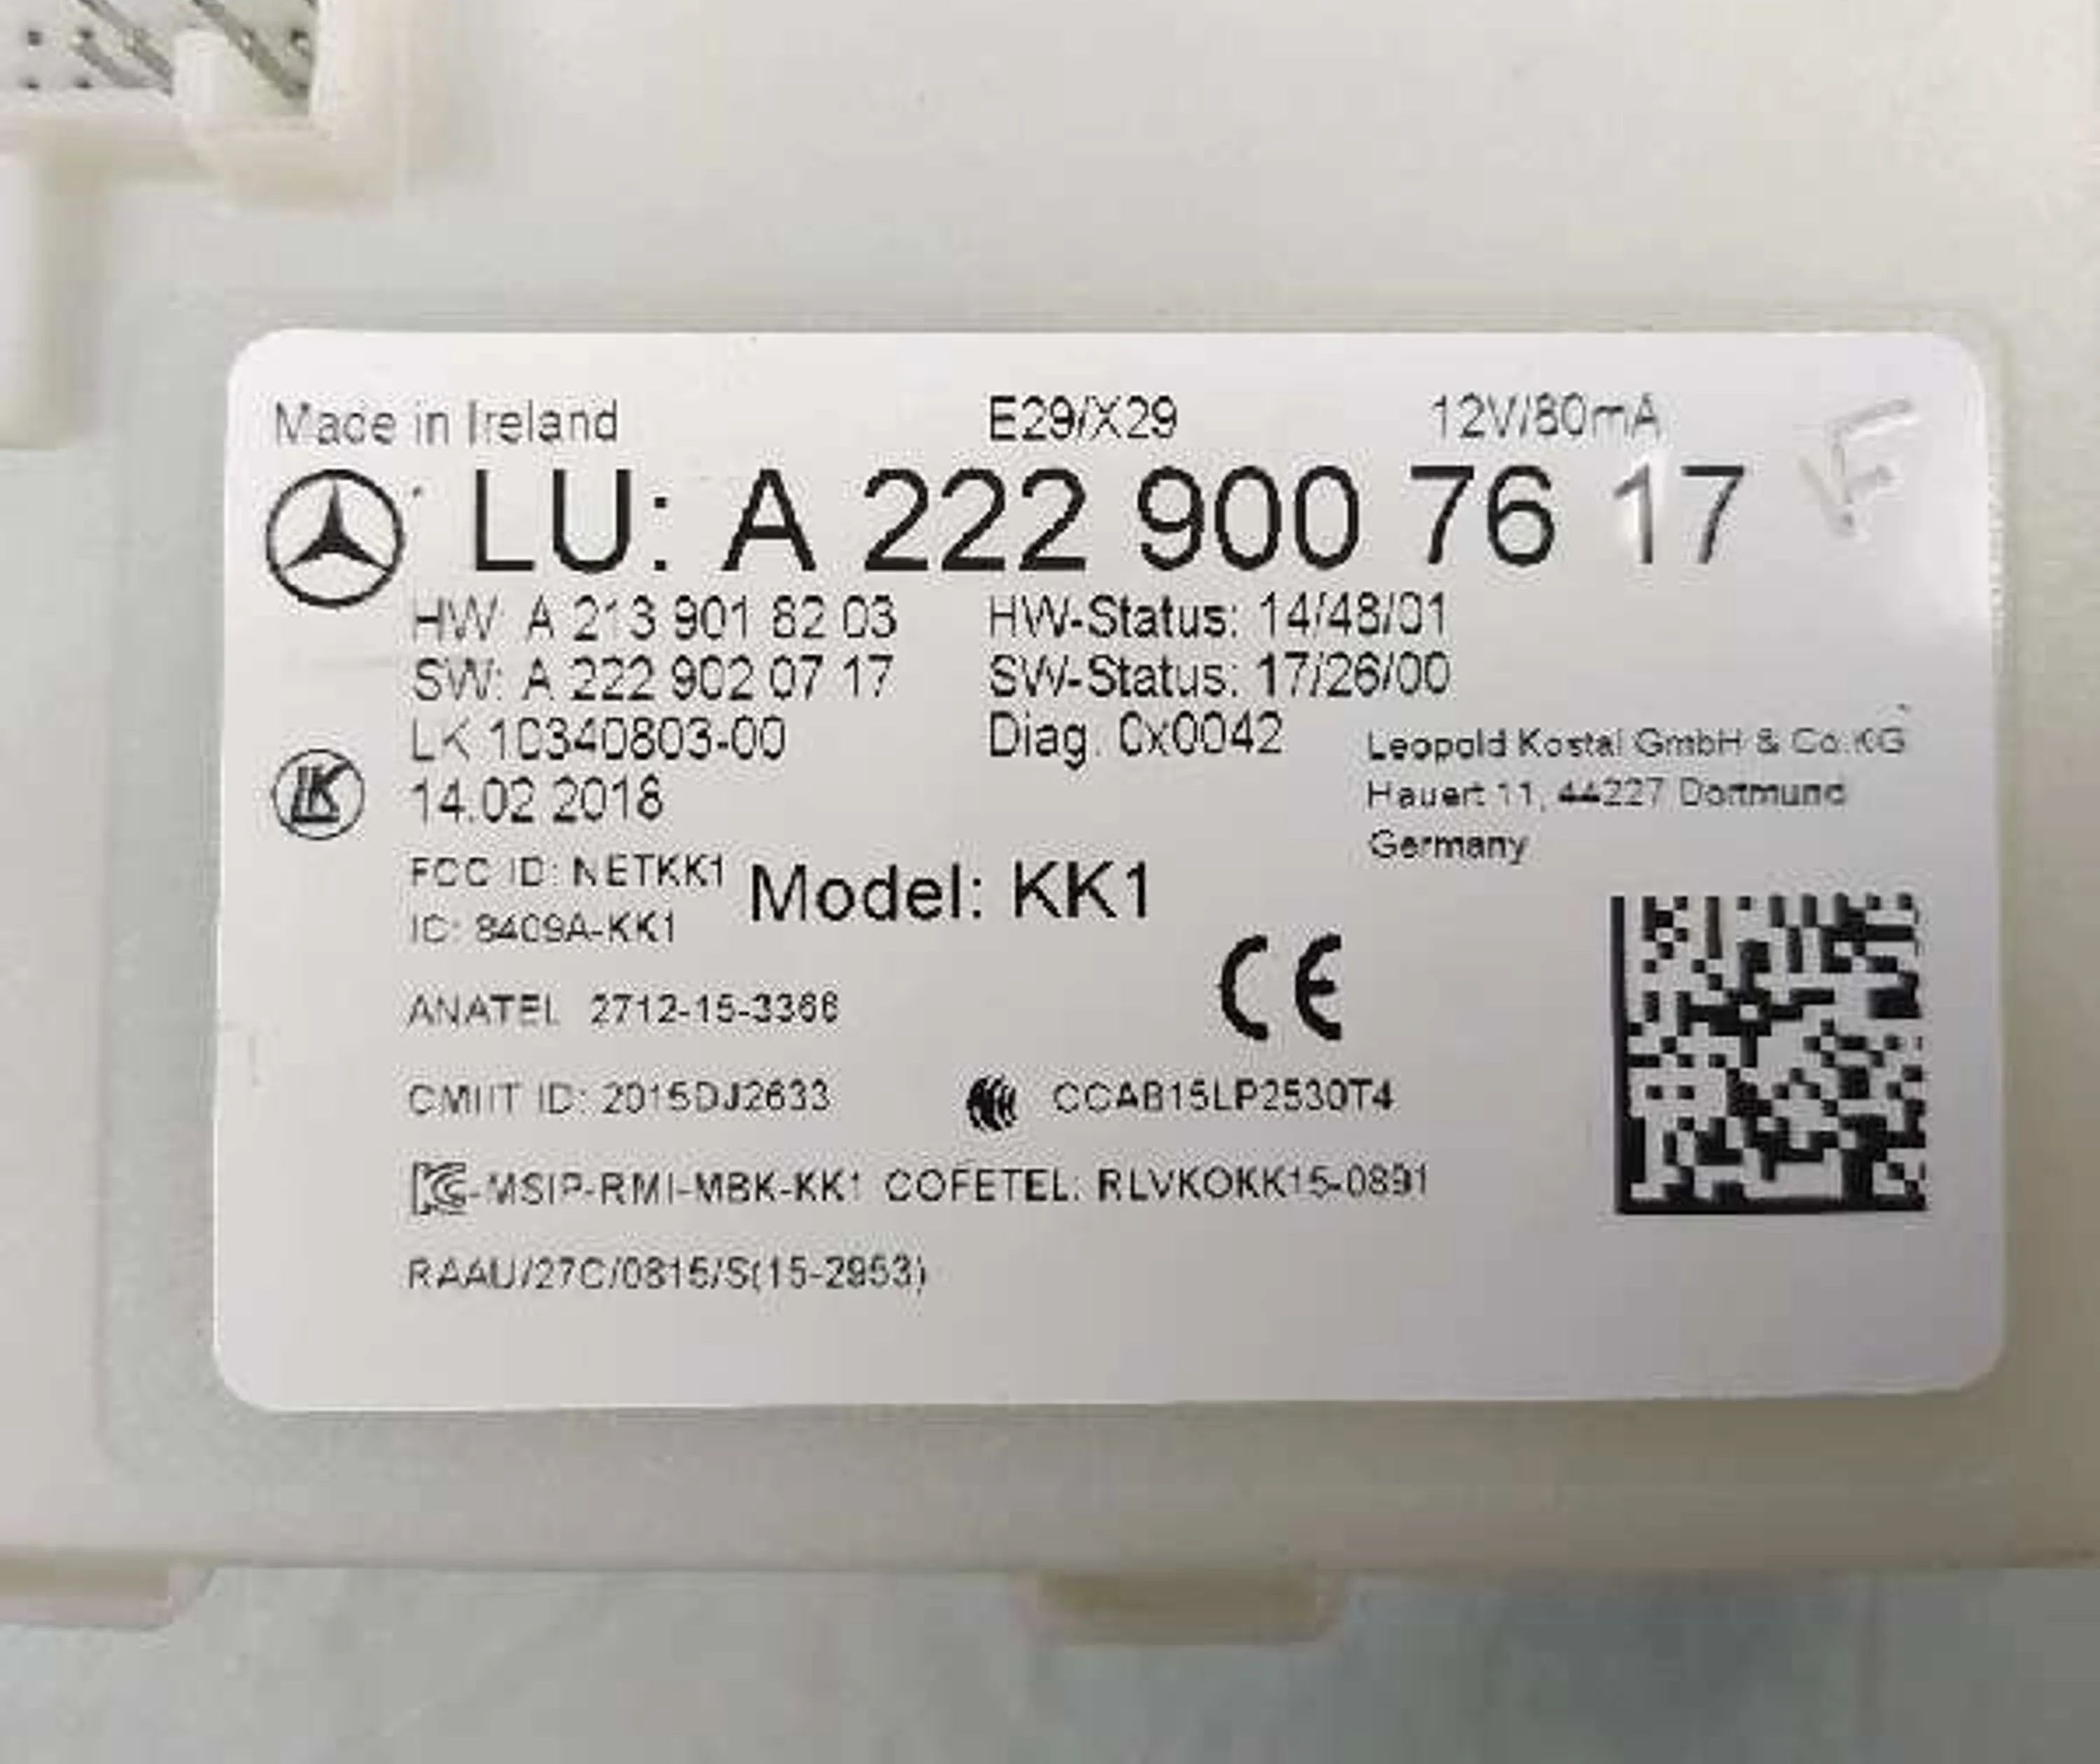 Made in Ireland E29/X29 12V/80mA
LU: A 222 900 76 17 F
HW: A 213 901 82 03 HW-Status: 14/48/01
SW: A 222 902 07 17 SW-Status: 17/26/00
LK 10340803-00 Diag. 0x0042
Leopold Kostal GmbH & Co.KG
Hauert 11, 44227 Dortmund
Germany
LK 14.02.2018
FCC ID: NETKK1 Model: KK1
IC: 8409A-KK1
CE
ANATEL 2712-15-3366
CMIIT ID: 2015DJ2633 CCAB15LP2530T4
KC-MSIP-RMI-MBK-KK1 COFETEL: RLVKOKK15-0891
RAAU/27C/0815/S(15-2953)